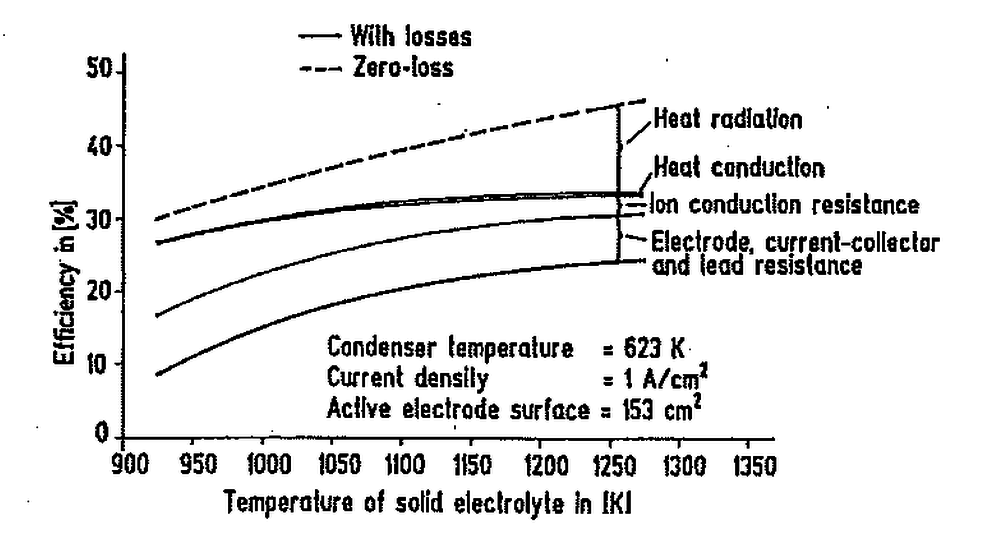 With losses
Zero-loss
50
40
30
20
10
0
Efficiency in [%]
Heat radiation
Heat conduction
Ion conduction resistance
Electrode, current-collector
and lead resistance
Condenser temperature = 623 K
Current density = 1 A/cm²
Active electrode surface = 153 cm²
900 950 1000 1050 1100 1150 1200 1250 1300 1350
Temperature of solid electrolyte in [K]